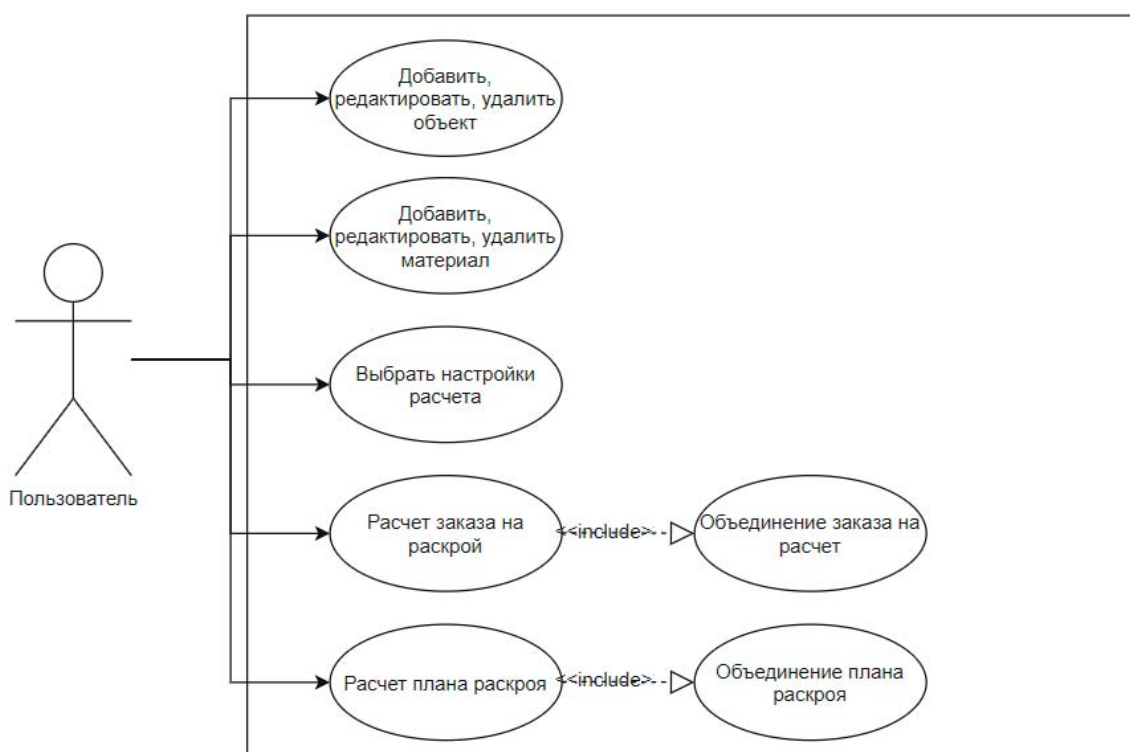 Добавить,
редактировать, удалить
объект
Добавить,
редактировать, удалить
материал
Выбрать настройки
расчета
Пользователь
Расчет заказа на
раскрой
<<include>>
Объединение заказа на
расчет
Расчет плана раскроя
<<include>>
Объединение плана
раскроя